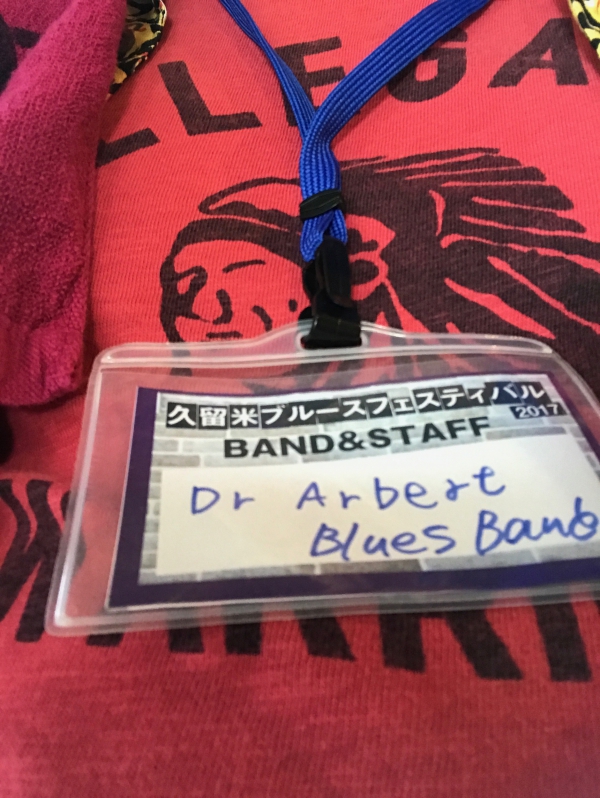 LLEGA
久留米ブルースフェスティバル
2017
BAND&STAFF
Dr Arbert
Blues Band